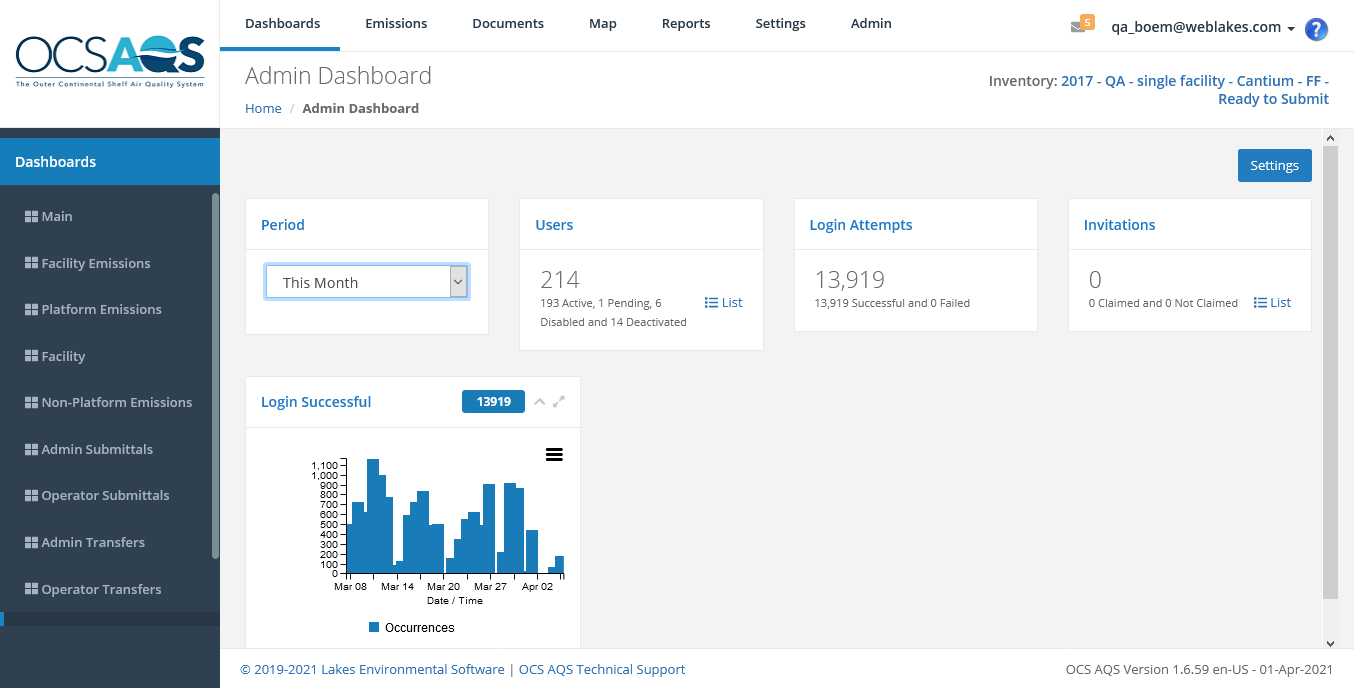 OCSAQS
The Outer Continental Shelf Air Quality System
Dashboards
Emissions
Documents
Map
Reports
Settings
Admin
5
qa_boem@weblakes.com
?
Admin Dashboard
Home / Admin Dashboard
Inventory: 2017 - QA - single facility - Cantium - FF -
Ready to Submit
Dashboards
Main
Facility Emissions
Platform Emissions
Facility
Non-Platform Emissions
Admin Submittals
Operator Submittals
Admin Transfers
Operator Transfers
Settings
Period
This Month
Users
214
193 Active, 1 Pending, 6
Disabled and 14 Deactivated
List
Login Attempts
13,919
13,919 Successful and 0 Failed
Invitations
0
0 Claimed and 0 Not Claimed
List
Login Successful
13919
1,100
1,000
900
800
700
600
500
400
300
200
100
0
Mar 08
Mar 14
Mar 20
Mar 27
Apr 02
Date / Time
Occurrences
© 2019-2021 Lakes Environmental Software | OCS AQS Technical Support
OCS AQS Version 1.6.59 en-US - 01-Apr-2021